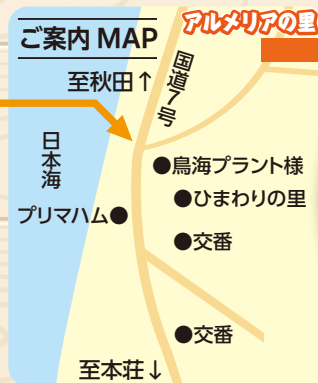 ご案内 MAP
アルメリアの里
至秋田↑
国道7号
日本海
●鳥海プラント様
●ひまわりの里
プリマハム●
●交番
●交番
至本荘↓